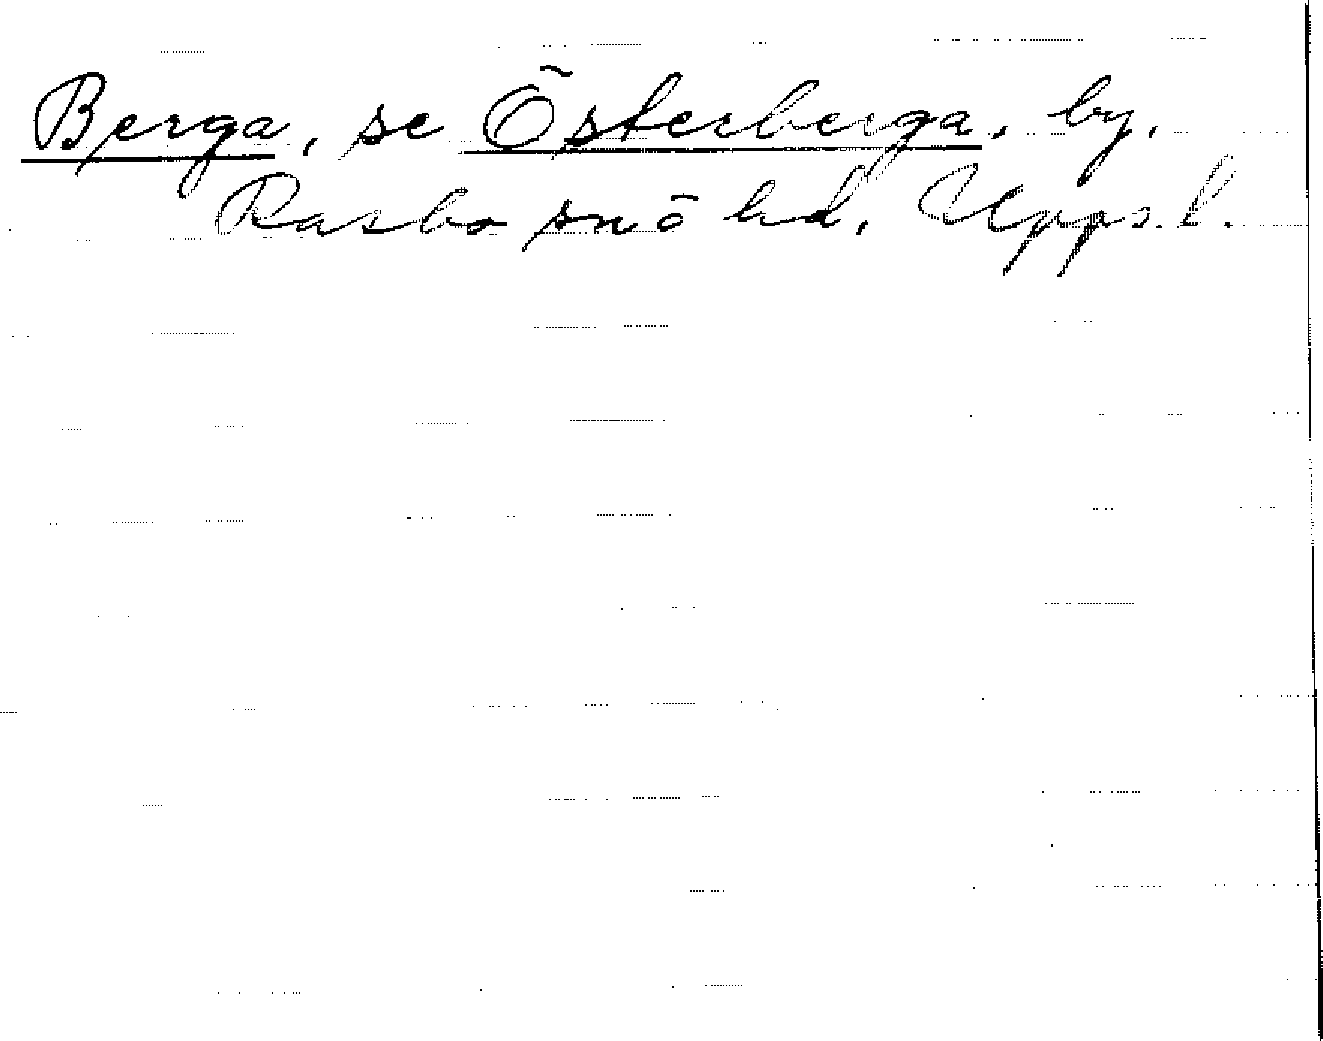 Berga, se Österberga, by,
Rasbo snö hd, Upps. l.